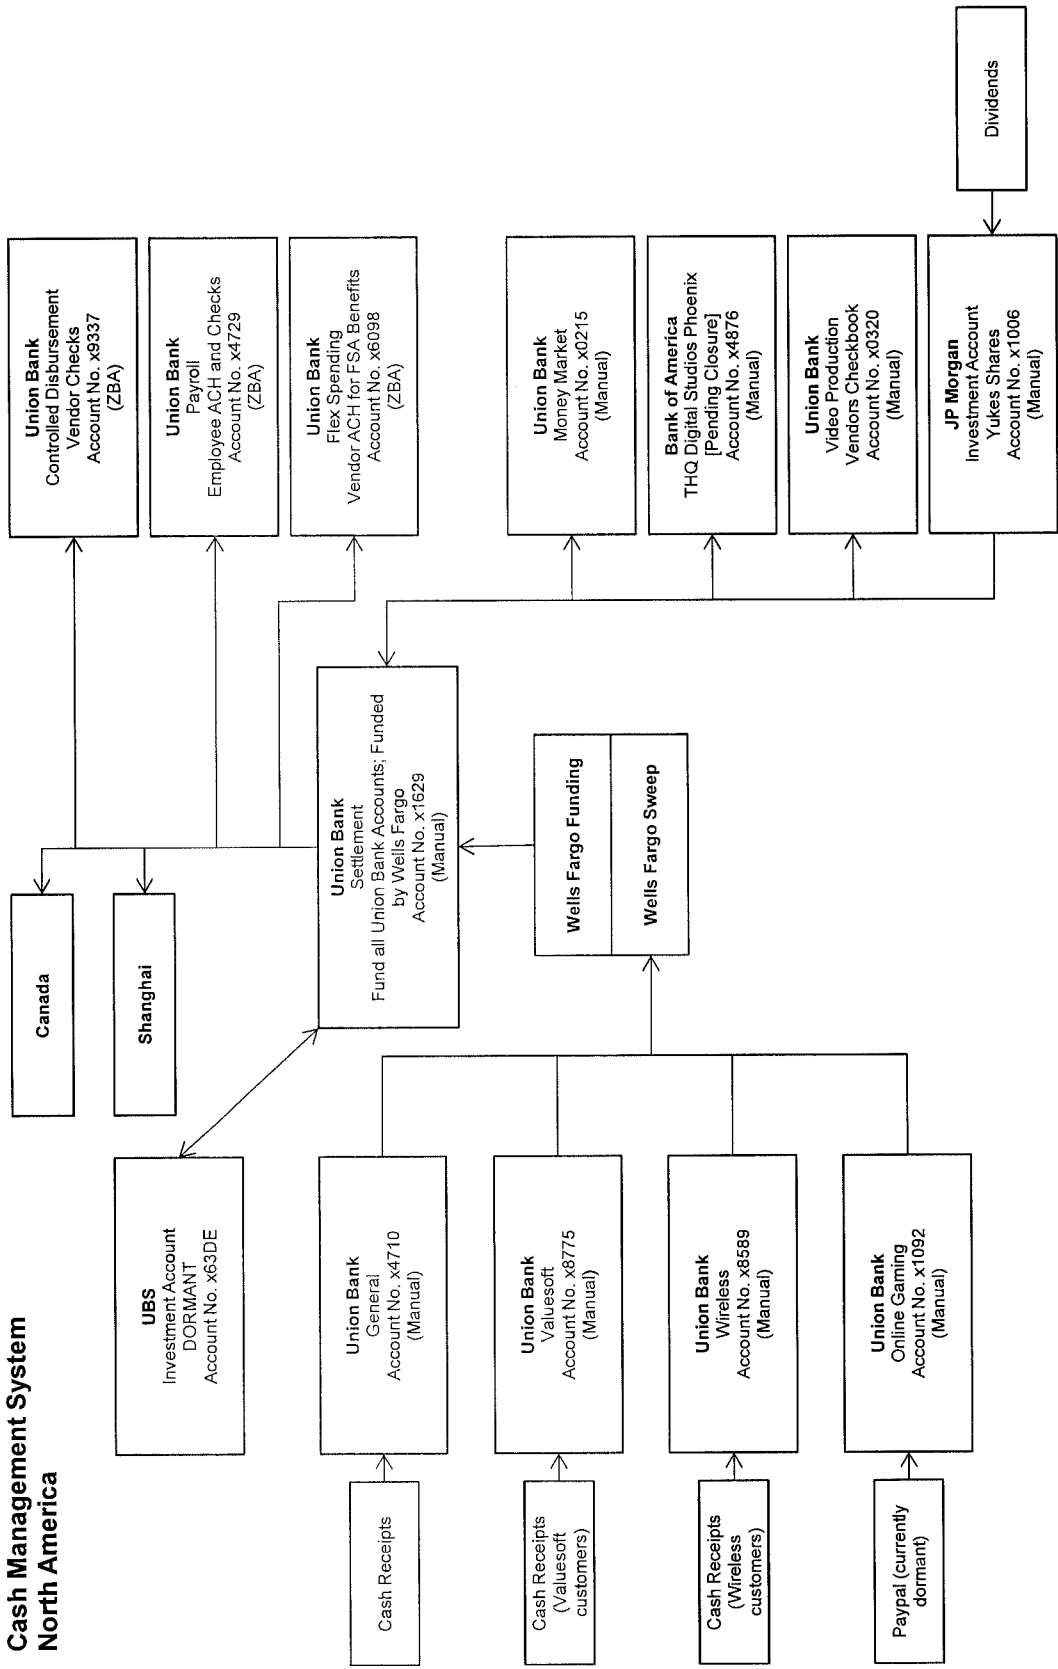 Cash Management System
North America
Canada
Shanghai
UBS
Investment Account
DORMANT
Account No. x63DE
Cash Receipts
Union Bank
General
Account No. x4710
(Manual)
Cash Receipts
(Valuesoft
customers)
Union Bank
Valuesoft
Account No. x8775
(Manual)
Cash Receipts
(Wireless
customers)
Union Bank
Wireless
Account No. x8589
(Manual)
Paypal (currently
dormant)
Union Bank
Online Gaming
Account No. x1092
(Manual)
Union Bank
Settlement
Fund all Union Bank Accounts; Funded
by Wells Fargo
Account No. x1629
(Manual)
Wells Fargo Funding
Wells Fargo Sweep
Union Bank
Controlled Disbursement
Vendor Checks
Account No. x9337
(ZBA)
Union Bank
Payroll
Employee ACH and Checks
Account No. x4729
(ZBA)
Union Bank
Flex Spending
Vendor ACH for FSA Benefits
Account No. x6098
(ZBA)
Union Bank
Money Market
Account No. x0215
(Manual)
Bank of America
THQ Digital Studios Phoenix
[Pending Closure]
Account No. x4876
(Manual)
Union Bank
Video Production
Vendors Checkbook
Account No. x0320
(Manual)
JP Morgan
Investment Account
Yukes Shares
Account No. x1006
(Manual)
Dividends